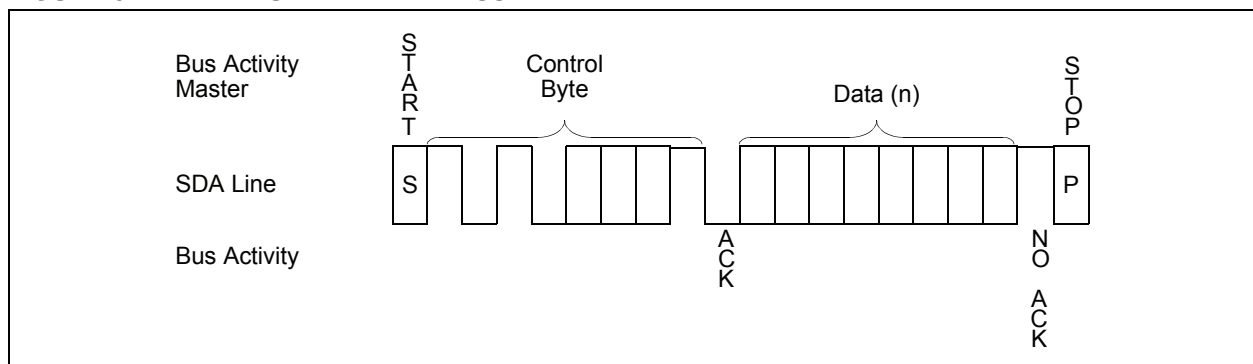 Bus Activity
Master
START
Control
Byte
Data (n)
STOP
SDA Line
S
P
Bus Activity
ACK
NO ACK